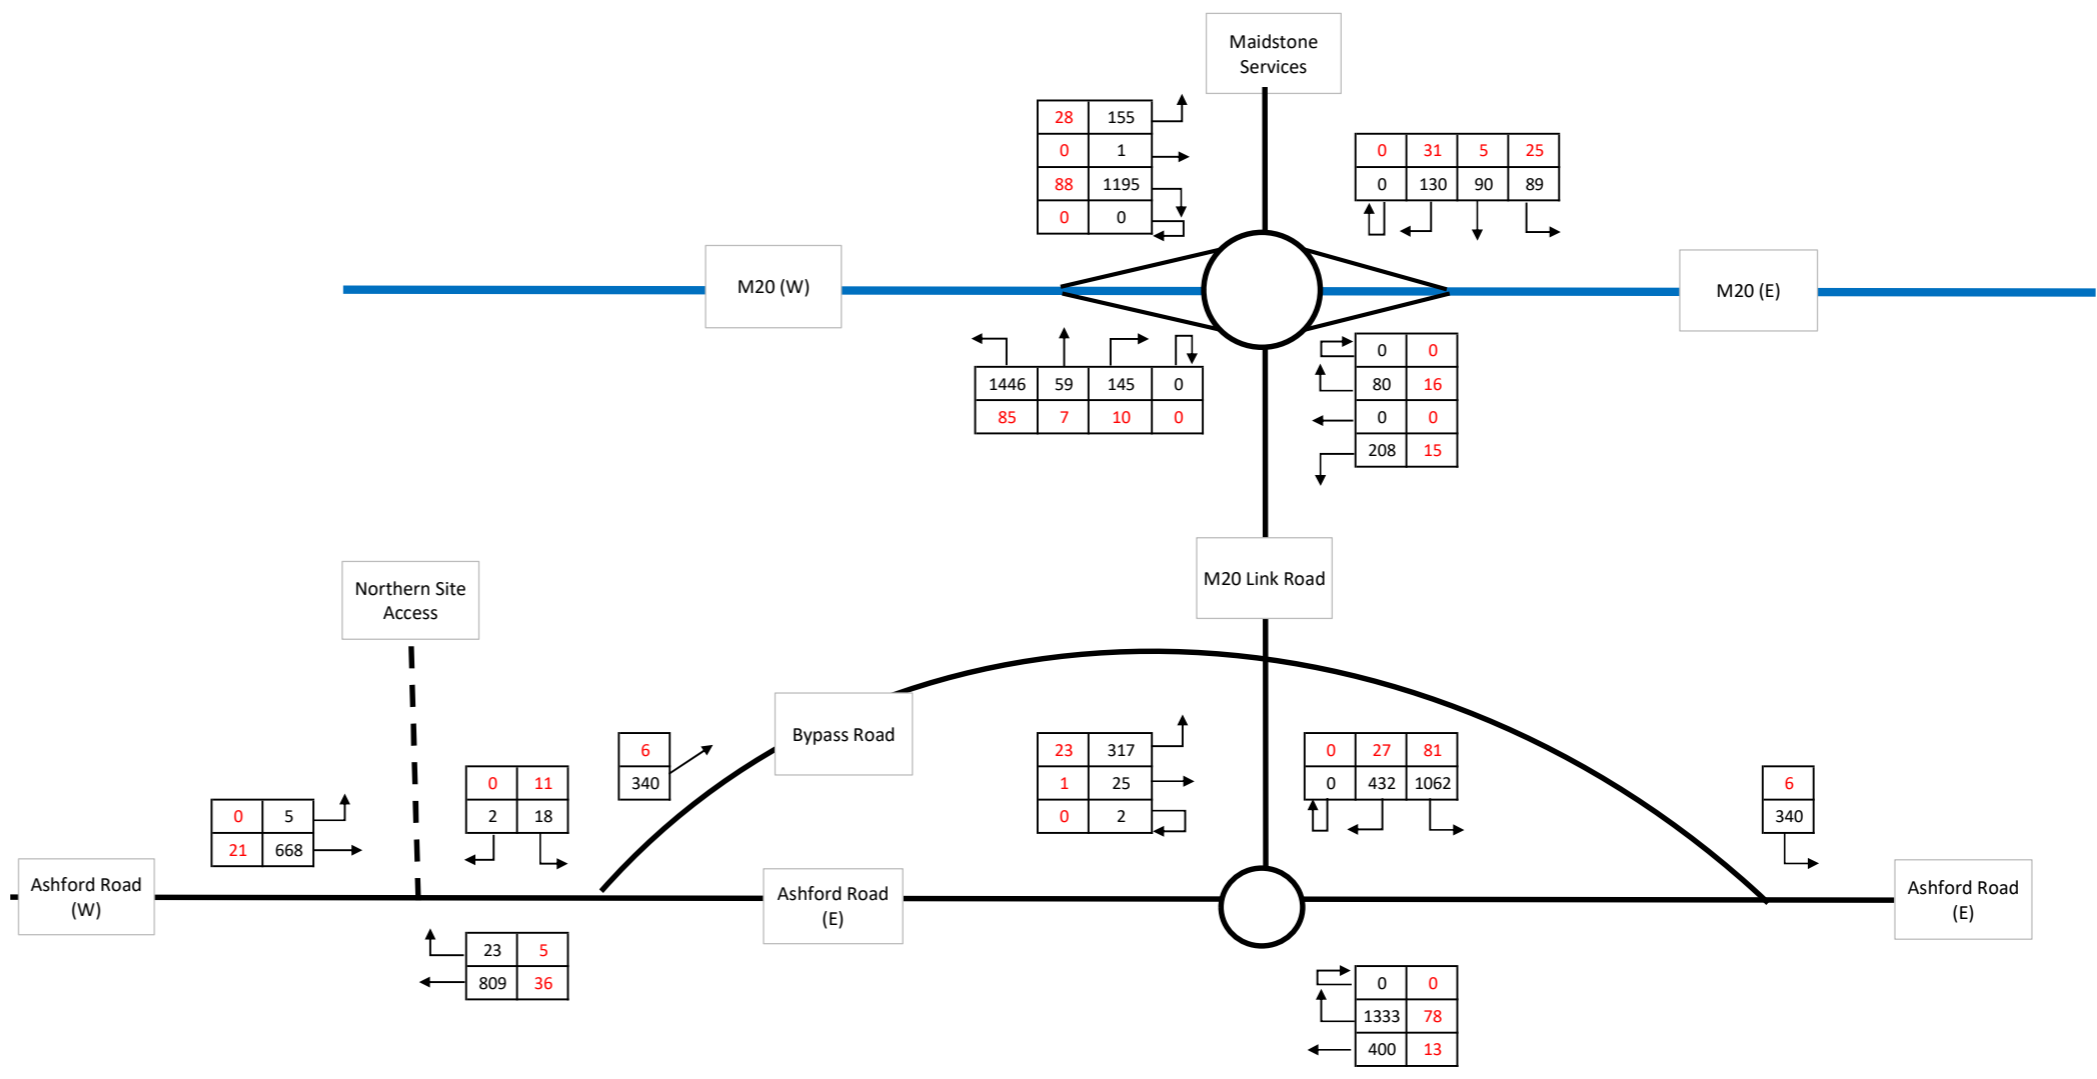 Maidstone
Services
28 155
0 1
88 1195
0 0
0 31 5 25
0 130 90 89
M20 (W)
M20 (E)
1446 59 145 0
85 7 10 0
0 0
80 16
0 0
208 15
M20 Link Road
Northern Site
Access
Bypass Road
6
340
23 317
1 25
0 2
0 27 81
0 432 1062
6
340
0 11
2 18
0 5
21 668
Ashford Road
(W)
Ashford Road
(E)
Ashford Road
(E)
23 5
809 36
0 0
1333 78
400 13